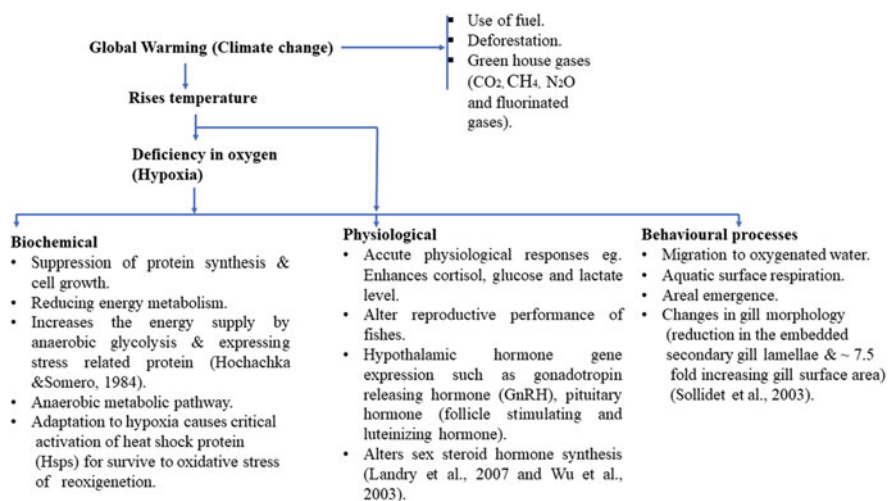 Global Warming (Climate change)
▪ Use of fuel.
▪ Deforestation.
▪ Green house gases
(CO2, CH4, N2O
and fluorinated
gases).
Rises temperature
Deficiency in oxygen
(Hypoxia)
Biochemical
• Suppression of protein synthesis &
cell growth.
• Reducing energy metabolism.
• Increases the energy supply by
anaerobic glycolysis & expressing
stress related protein (Hochachka
&Somero, 1984).
• Anaerobic metabolic pathway.
• Adaptation to hypoxia causes critical
activation of heat shock protein
(Hsps) for survive to oxidative stress
of reoxigenetion.
Physiological
• Accute physiological responses eg.
Enhances cortisol, glucose and lactate
level.
• Alter reproductive performance of
fishes.
• Hypothalamic hormone gene
expression such as gonadotropin
releasing hormone (GnRH), pituitary
hormone (follicle stimulating and
luteinizing hormone).
• Alters sex steroid hormone synthesis
(Landry et al., 2007 and Wu et al.,
2003).
Behavioural processes
• Migration to oxygenated water.
• Aquatic surface respiration.
• Areal emergence.
• Changes in gill morphology
(reduction in the embedded
secondary gill lamellae & ~ 7.5
fold increasing gill surface area)
(Sollidet et al., 2003).